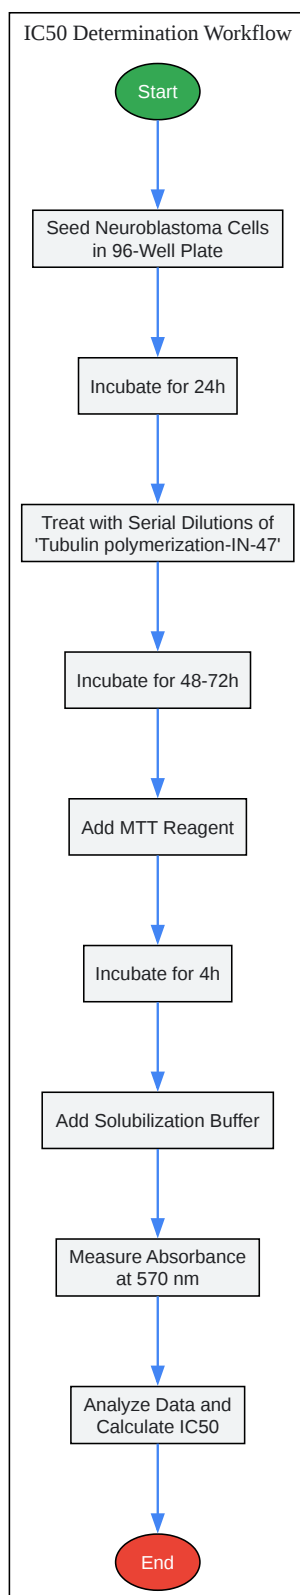 IC50 Determination Workflow
Start
Seed Neuroblastoma Cells
in 96-Well Plate
Incubate for 24h
Treat with Serial Dilutions of
'Tubulin polymerization-IN-47'
Incubate for 48-72h
Add MTT Reagent
Incubate for 4h
Add Solubilization Buffer
Measure Absorbance
at 570 nm
Analyze Data and
Calculate IC50
End